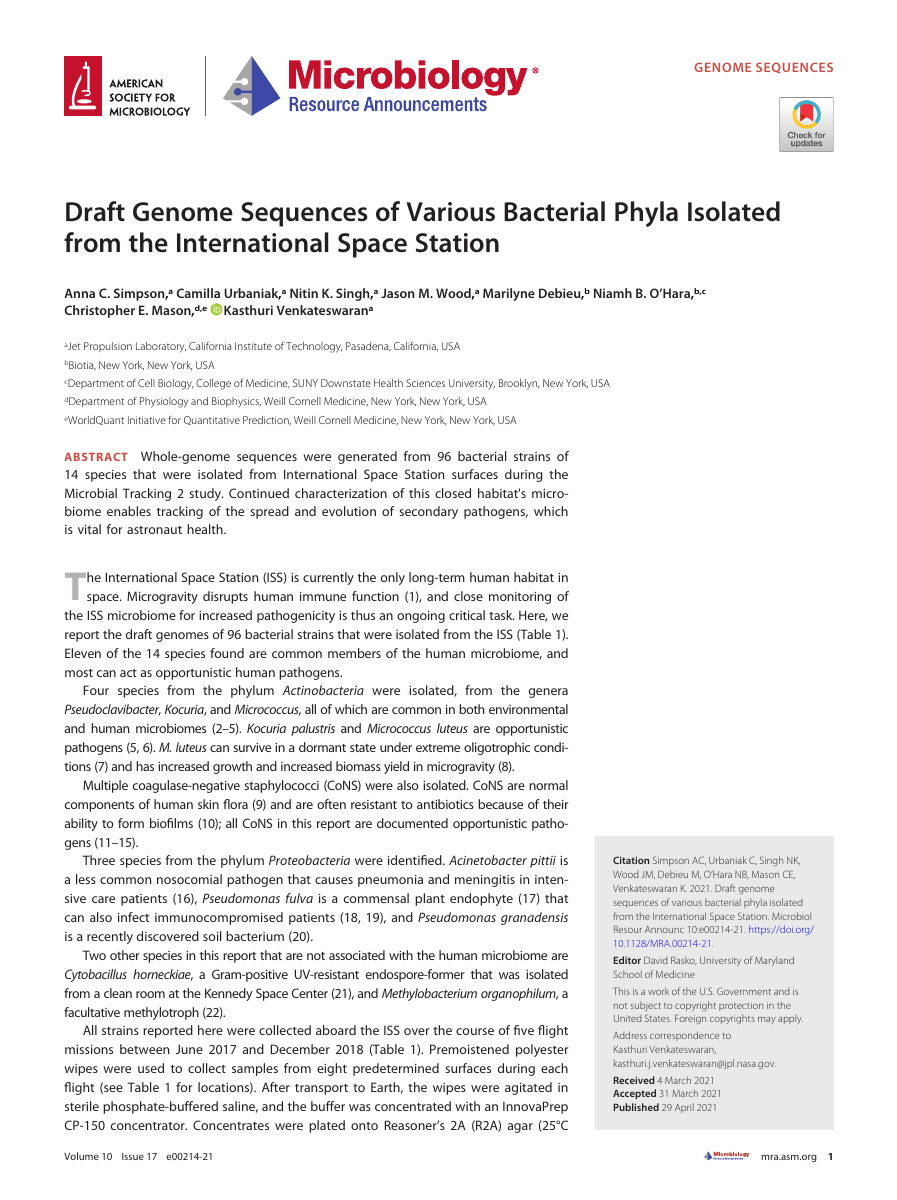 AMERICAN
SOCIETY FOR
MICROBIOLOGY
Microbiology®
Resource Announcements
GENOME SEQUENCES
Check for
updates
Draft Genome Sequences of Various Bacterial Phyla Isolated
from the International Space Station
Anna C. Simpson,ᵃ Camilla Urbaniak,ᵃ Nitin K. Singh,ᵃ Jason M. Wood,ᵃ Marilyne Debieu,ᵇ Niamh B. O'Hara,ᵇ,ᶜ
Christopher E. Mason,ᵈ,ᵉ iD Kasthuri Venkateswaranᵃ
ᵃJet Propulsion Laboratory, California Institute of Technology, Pasadena, California, USA
ᵇBiotia, New York, New York, USA
ᶜDepartment of Cell Biology, College of Medicine, SUNY Downstate Health Sciences University, Brooklyn, New York, USA
ᵈDepartment of Physiology and Biophysics, Weill Cornell Medicine, New York, New York, USA
ᵉWorldQuant Initiative for Quantitative Prediction, Weill Cornell Medicine, New York, New York, USA
ABSTRACT Whole-genome sequences were generated from 96 bacterial strains of
14 species that were isolated from International Space Station surfaces during the
Microbial Tracking 2 study. Continued characterization of this closed habitat's micro-
biome enables tracking of the spread and evolution of secondary pathogens, which
is vital for astronaut health.
The International Space Station (ISS) is currently the only long-term human habitat in
space. Microgravity disrupts human immune function (1), and close monitoring of
the ISS microbiome for increased pathogenicity is thus an ongoing critical task. Here, we
report the draft genomes of 96 bacterial strains that were isolated from the ISS (Table 1).
Eleven of the 14 species found are common members of the human microbiome, and
most can act as opportunistic human pathogens.
Four species from the phylum Actinobacteria were isolated, from the genera
Pseudoclavibacter, Kocuria, and Micrococcus, all of which are common in both environmental
and human microbiomes (2–5). Kocuria palustris and Micrococcus luteus are opportunistic
pathogens (5, 6). M. luteus can survive in a dormant state under extreme oligotrophic condi-
tions (7) and has increased growth and increased biomass yield in microgravity (8).
Multiple coagulase-negative staphylococci (CoNS) were also isolated. CoNS are normal
components of human skin flora (9) and are often resistant to antibiotics because of their
ability to form biofilms (10); all CoNS in this report are documented opportunistic patho-
gens (11–15).
Three species from the phylum Proteobacteria were identified. Acinetobacter pittii is
a less common nosocomial pathogen that causes pneumonia and meningitis in inten-
sive care patients (16), Pseudomonas fulva is a commensal plant endophyte (17) that
can also infect immunocompromised patients (18, 19), and Pseudomonas granadensis
is a recently discovered soil bacterium (20).
Two other species in this report that are not associated with the human microbiome are
Cytobacillus horneckiae, a Gram-positive UV-resistant endospore-former that was isolated
from a clean room at the Kennedy Space Center (21), and Methylobacterium organophilum, a
facultative methylotroph (22).
All strains reported here were collected aboard the ISS over the course of five flight
missions between June 2017 and December 2018 (Table 1). Premoistened polyester
wipes were used to collect samples from eight predetermined surfaces during each
flight (see Table 1 for locations). After transport to Earth, the wipes were agitated in
sterile phosphate-buffered saline, and the buffer was concentrated with an InnovaPrep
CP-150 concentrator. Concentrates were plated onto Reasoner's 2A (R2A) agar (25°C
Citation Simpson AC, Urbaniak C, Singh NK,
Wood JM, Debieu M, O'Hara NB, Mason CE,
Venkateswaran K. 2021. Draft genome
sequences of various bacterial phyla isolated
from the International Space Station. Microbiol
Resour Announc 10:e00214-21. https://doi.org/
10.1128/MRA.00214-21.
Editor David Rasko, University of Maryland
School of Medicine
This is a work of the U.S. Government and is
not subject to copyright protection in the
United States. Foreign copyrights may apply.
Address correspondence to
Kasthuri Venkateswaran,
kasthuri.j.venkateswaran@jpl.nasa.gov.
Received 4 March 2021
Accepted 31 March 2021
Published 29 April 2021
Volume 10 Issue 17 e00214-21
Microbiology
Resource Announcements
mra.asm.org 1